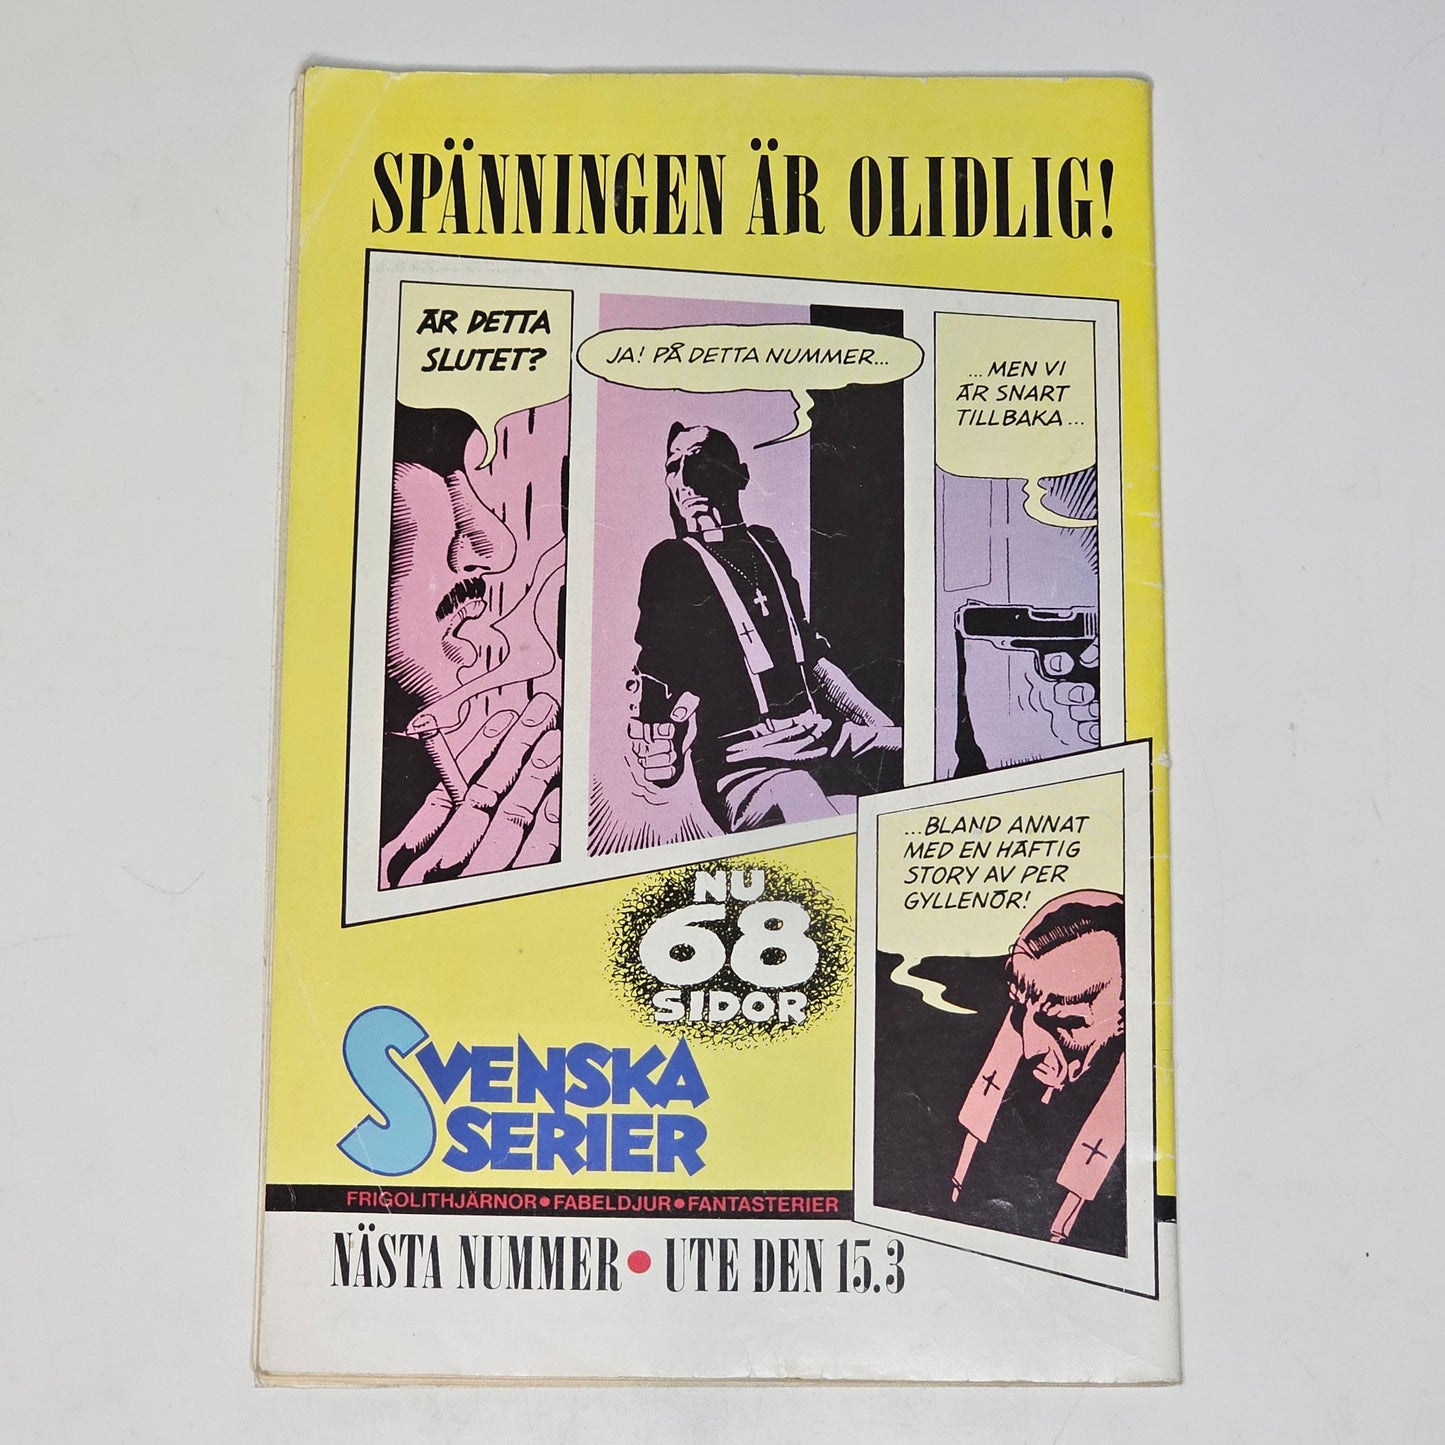 SPÄNNINGEN ÄR OLIDLIG!
ÄR DETTA
SLUTET?
JA! PÅ DETTA NUMMER...
...MEN VI
ÄR SNART
TILLBAKA...
...BLAND ANNAT
MED EN HÄFTIG
STORY AV PER
GYLLENÖR!
NU
68
SIDOR
SVENSKA
SERIER
FRIGOLITHJÄRNOR•FABELDJUR•FANTASTERIER
NÄSTA NUMMER • UTE DEN 15.3